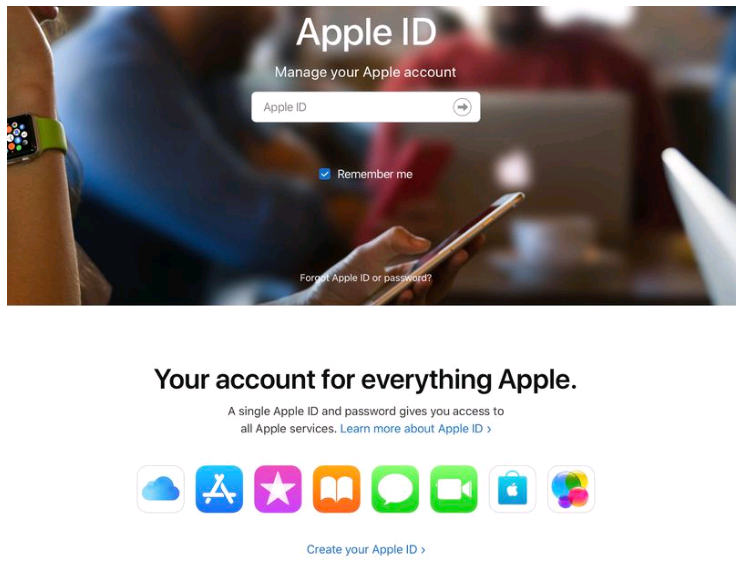 Apple ID
Manage your Apple account
Apple ID
Remember me
Forgot Apple ID or password?
Your account for everything Apple.
A single Apple ID and password gives you access to
all Apple services. Learn more about Apple ID >
Create your Apple ID >